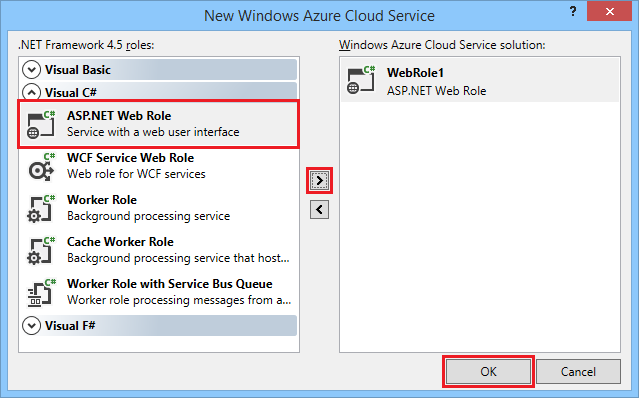 New Windows Azure Cloud Service
?
.NET Framework 4.5 roles:
Visual Basic
Visual C#
C#
ASP.NET Web Role
Service with a web user interface
C#
WCF Service Web Role
Web role for WCF services
C#
Worker Role
Background processing service
C#
Cache Worker Role
Background processing service that host...
C#
Worker Role with Service Bus Queue
Worker role processing messages from a...
Visual F#
>
<
Windows Azure Cloud Service solution:
C#
WebRole1
ASP.NET Web Role
OK
Cancel